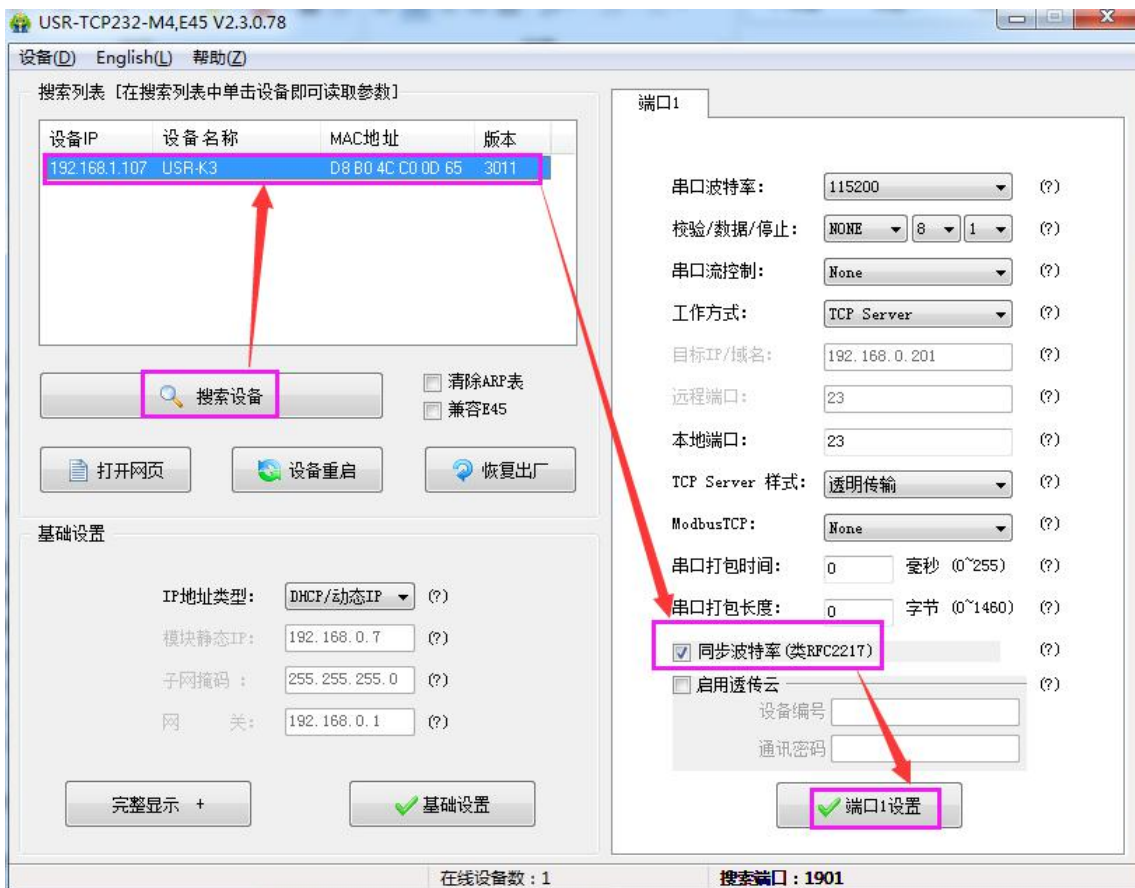 USR-TCP232-M4,E45 V2.3.0.78
设备(D) English(L) 帮助(Z)
搜索列表 [在搜索列表中单击设备即可读取参数]
设备IP 设备名称 MAC地址 版本
192.168.1.107 USR-K3 D8 B0 4C C0 0D 65 3011
搜索设备
清除ARP表
兼容E45
打开网页 设备重启 恢复出厂
基础设置
IP地址类型: DHCP/动态IP (?)
模块静态IP: 192.168.0.7 (?)
子网掩码 : 255.255.255.0 (?)
网 关: 192.168.0.1 (?)
完整显示 + 基础设置
端口1
串口波特率: 115200 (?)
校验/数据/停止: NONE 8 1 (?)
串口流控制: None (?)
工作方式: TCP Server (?)
目标IP/域名: 192.168.0.201 (?)
远程端口: 23 (?)
本地端口: 23 (?)
TCP Server 样式: 透明传输 (?)
ModbusTCP: None (?)
串口打包时间: 0 毫秒 (0~255) (?)
串口打包长度: 0 字节 (0~1460) (?)
同步波特率(类RFC2217) (?)
启用透传云 (?)
设备编号
通讯密码
端口1设置
在线设备数:1 搜索端口:1901